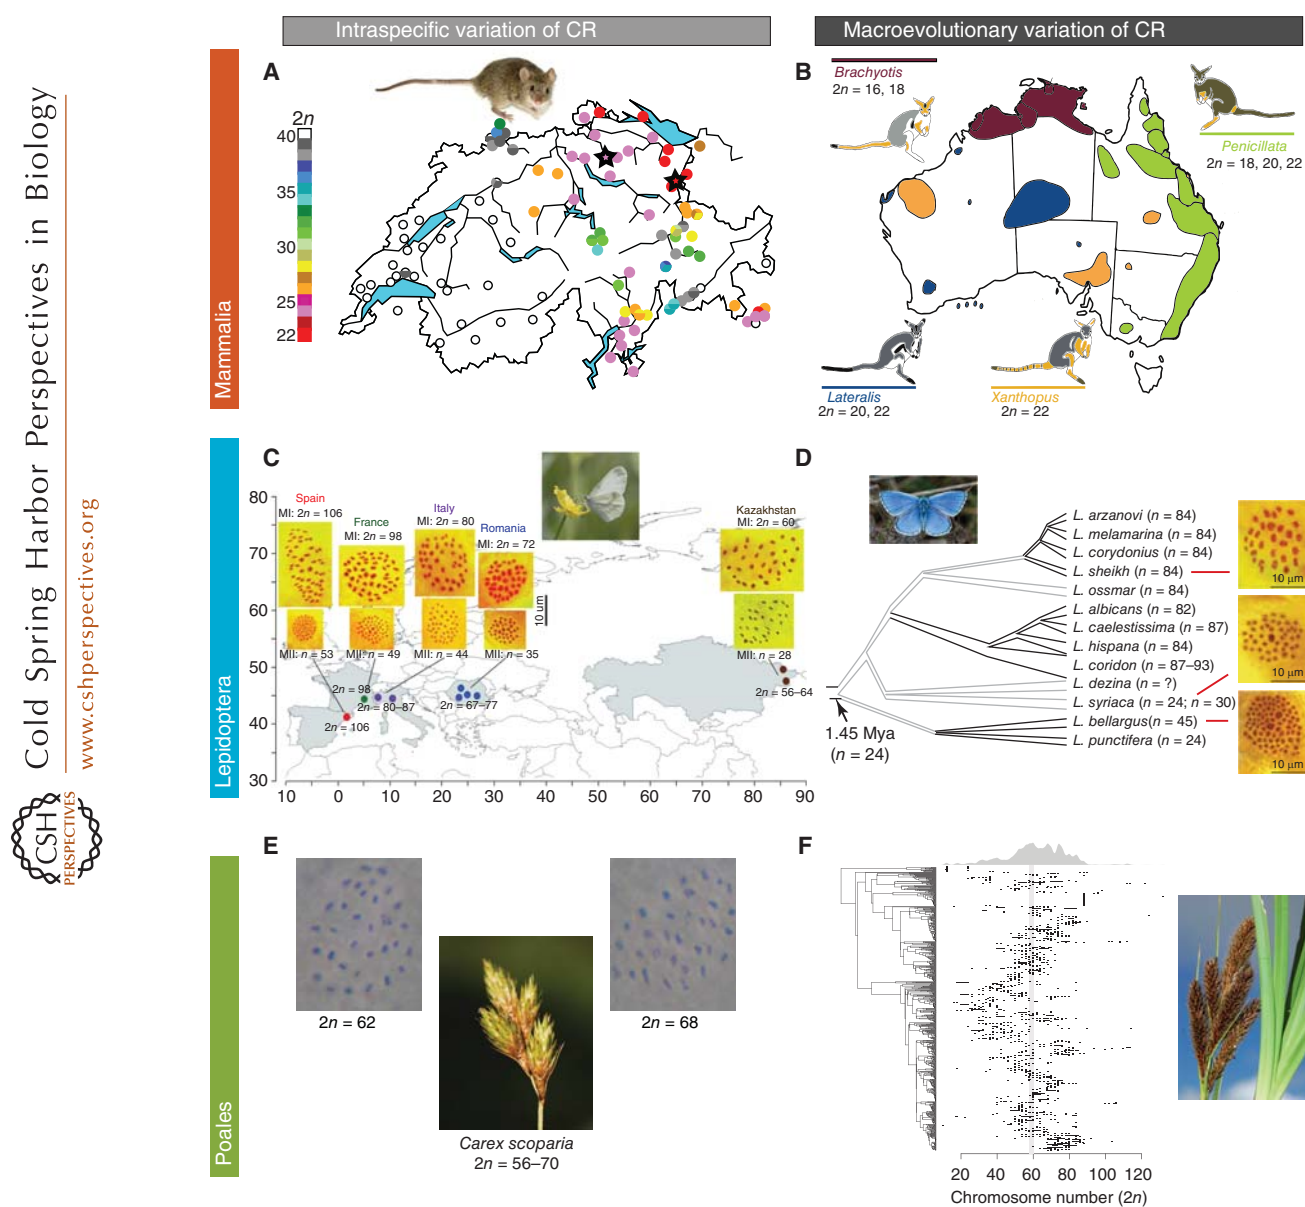 Cold Spring Harbor Perspectives in Biology
www.cshperspectives.org
CSH
PERSPECTIVES
Intraspecific variation of CR
Macroevolutionary variation of CR
Mammalia
A
2n
40
35
30
25
22
B
Brachyotis
2n = 16, 18
Penicillata
2n = 18, 20, 22
Lateralis
2n = 20, 22
Xanthopus
2n = 22
Lepidoptera
C
80
70
60
50
40
30
10
0
10
20
30
40
50
60
70
80
90
Spain
MI: 2n = 106
France
MI: 2n = 98
Italy
MI: 2n = 80
Romania
MI: 2n = 72
Kazakhstan
MI: 2n = 60
10 um
MII: n = 53
MII: n = 49
MII: n = 44
MII: n = 35
MII: n = 28
2n = 98
2n = 80–87
2n = 67–77
2n = 56–64
2n = 106
D
L. arzanovi (n = 84)
L. melamarina (n = 84)
L. corydonius (n = 84)
L. sheikh (n = 84)
L. ossmar (n = 84)
L. albicans (n = 82)
L. caelestissima (n = 87)
L. hispana (n = 84)
L. coridon (n = 87–93)
L. dezina (n = ?)
L. syriaca (n = 24; n = 30)
L. bellargus(n = 45)
L. punctifera (n = 24)
1.45 Mya
(n = 24)
10 µm
10 µm
10 µm
Poales
E
2n = 62
2n = 68
Carex scoparia
2n = 56–70
F
20 40 60 80 100 120
Chromosome number (2n)